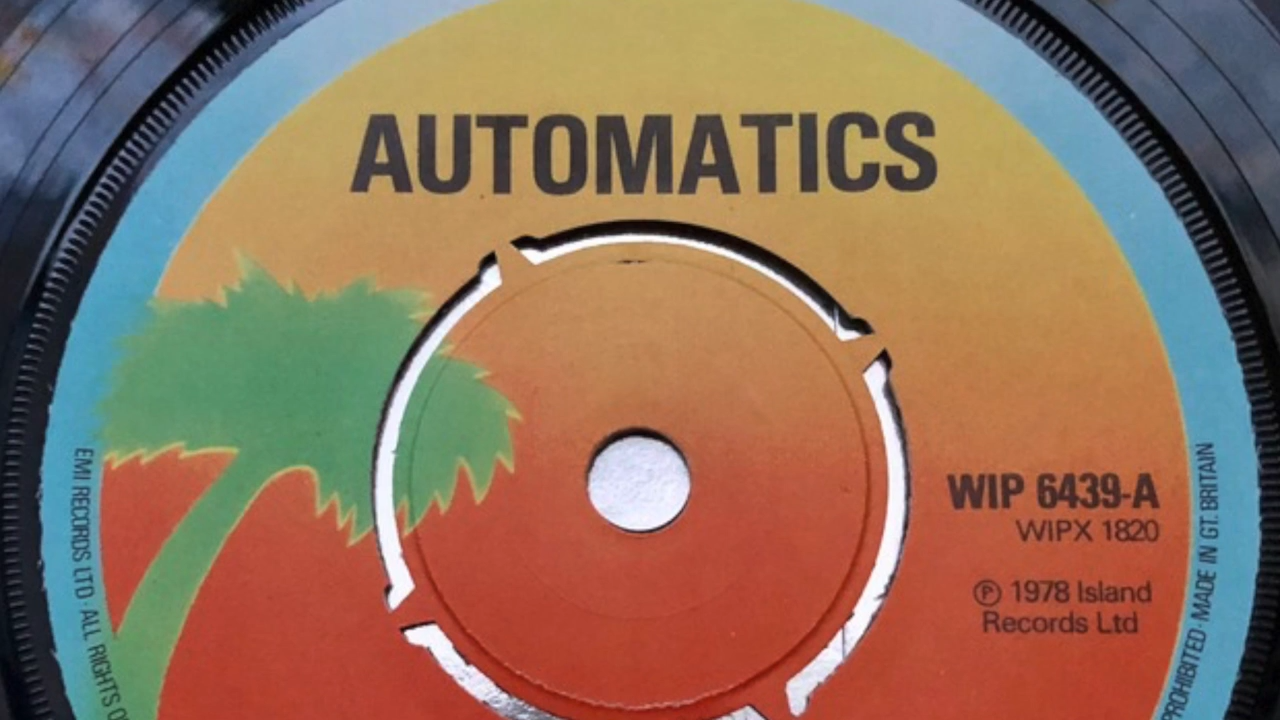 AUTOMATICS
WIP 6439-A
WIPX 1820
℗ 1978 Island
Records Ltd
EMI RECORDS LTD · ALL RIGHTS
PROHIBITED · MADE IN GT. BRITAIN